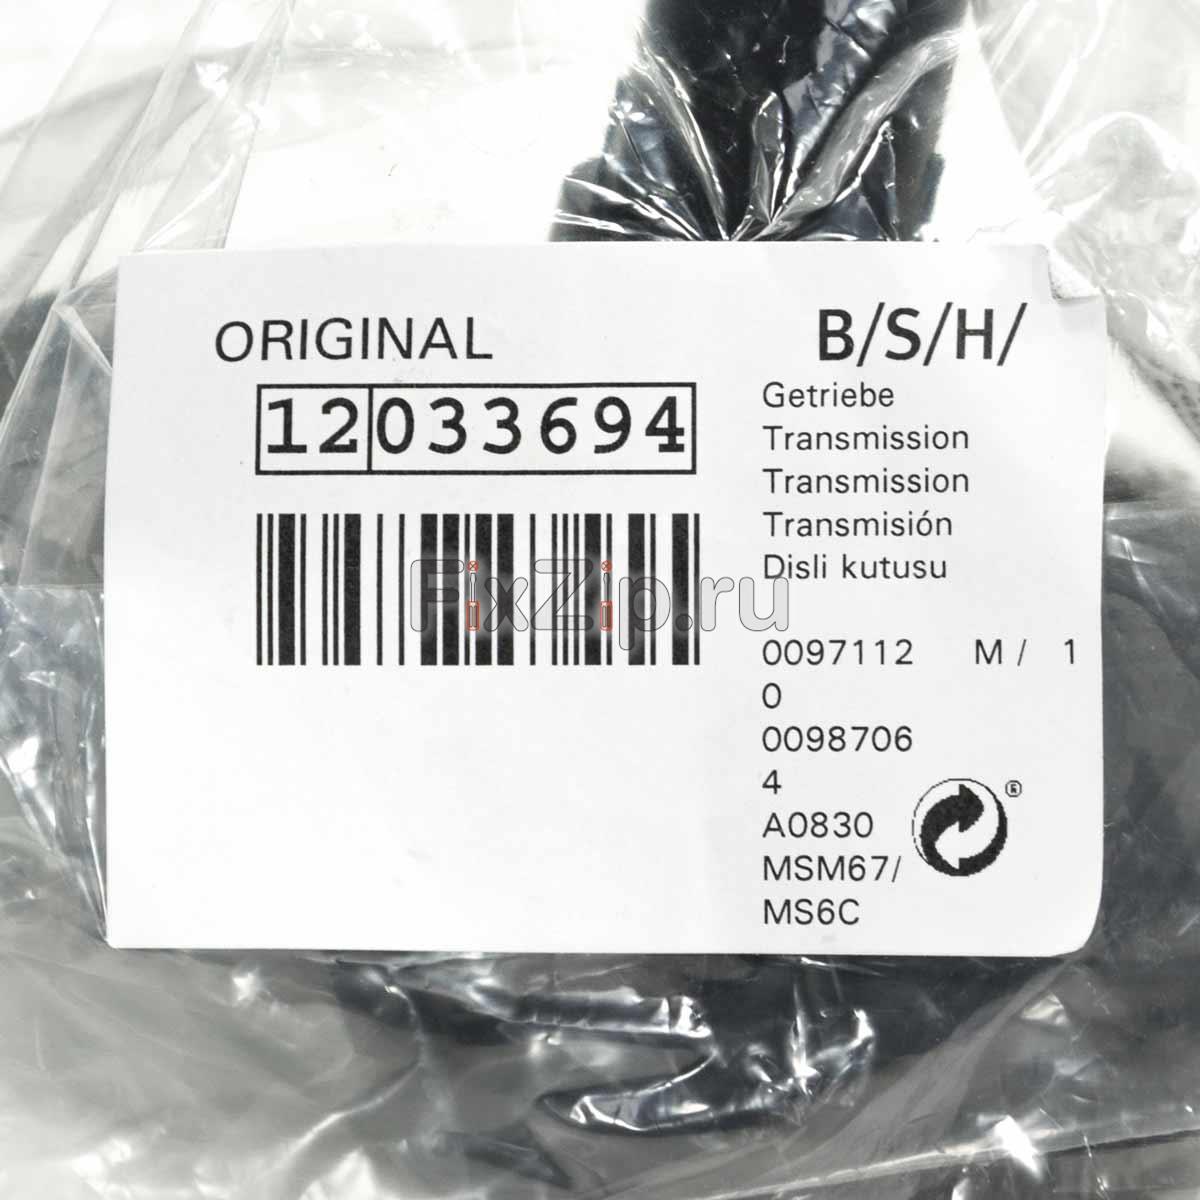 ORIGINAL
B/S/H/
12033694
Getriebe
Transmission
Transmission
Transmisión
Disli kutusu
FixZip.ru
0097112 M / 1
0
0098706
4
A0830
MSM67/
MS6C